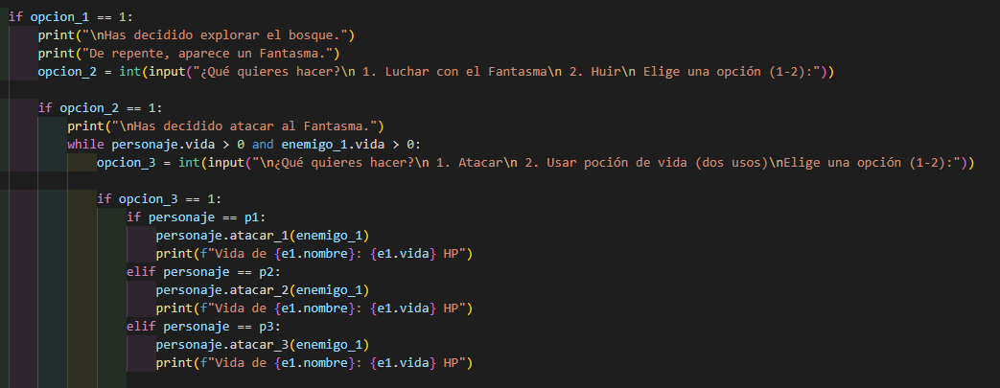 if opcion_1 == 1:
    print("\nHas decidido explorar el bosque.")
    print("De repente, aparece un Fantasma.")
    opcion_2 = int(input("¿Qué quieres hacer?\n 1. Luchar con el Fantasma\n 2. Huir\n Elige una opción (1-2):"))

    if opcion_2 == 1:
        print("\nHas decidido atacar al Fantasma.")
        while personaje.vida > 0 and enemigo_1.vida > 0:
            opcion_3 = int(input("\n¿Qué quieres hacer?\n 1. Atacar\n 2. Usar poción de vida (dos usos)\nElige una opción (1-2):"))

            if opcion_3 == 1:
                if personaje == p1:
                    personaje.atacar_1(enemigo_1)
                    print(f"Vida de {e1.nombre}: {e1.vida} HP")
                elif personaje == p2:
                    personaje.atacar_2(enemigo_1)
                    print(f"Vida de {e1.nombre}: {e1.vida} HP")
                elif personaje == p3:
                    personaje.atacar_3(enemigo_1)
                    print(f"Vida de {e1.nombre}: {e1.vida} HP")